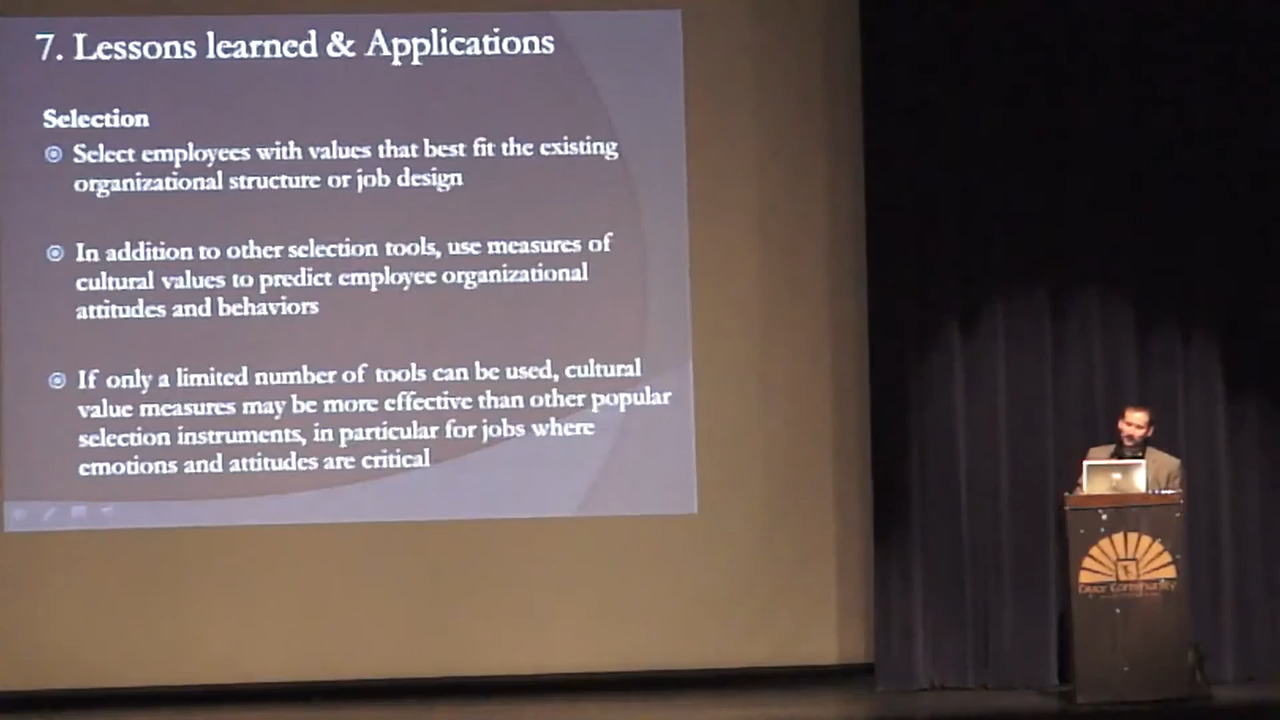 7. Lessons learned & Applications
Selection
Select employees with values that best fit the existing
organizational structure or job design
In addition to other selection tools, use measures of
cultural values to predict employee organizational
attitudes and behaviors
If only a limited number of tools can be used, cultural
value measures may be more effective than other popular
selection instruments, in particular for jobs where
emotions and attitudes are critical
Community